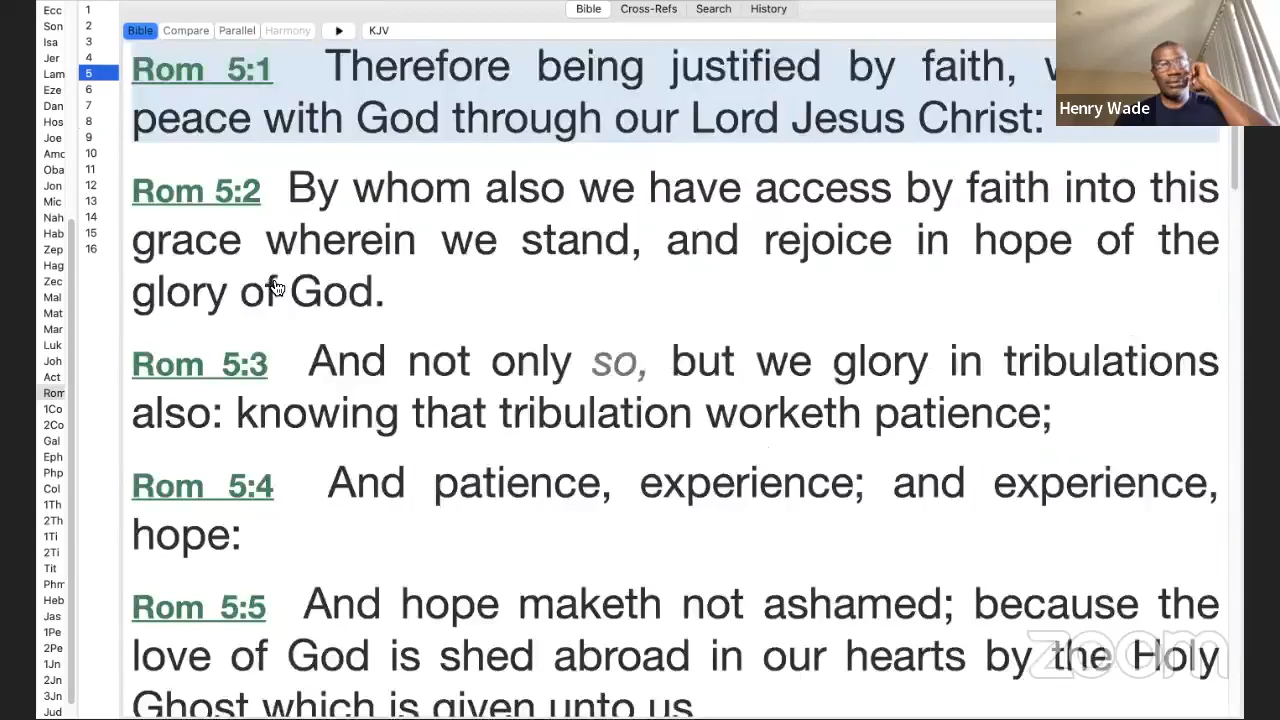 Bible Cross-Refs Search History
Bible Compare Parallel Harmony KJV
Ecc
Son
Isa
Jer
Lam
Eze
Dan
Hos
Joe
Amo
Oba
Jon
Mic
Nah
Hab
Zep
Hag
Zec
Mal
Mat
Mar
Luk
Joh
Act
Rom
1Co
2Co
Gal
Eph
Php
Col
1Th
2Th
1Ti
2Ti
Tit
Phm
Heb
Jas
1Pe
2Pe
1Jn
2Jn
3Jn
Jud
1
2
3
4
5
6
7
8
9
10
11
12
13
14
15
16
Rom 5:1 Therefore being justified by faith,
peace with God through our Lord Jesus Christ:
Rom 5:2 By whom also we have access by faith into this
grace wherein we stand, and rejoice in hope of the
glory of God.
Rom 5:3 And not only so, but we glory in tribulations
also: knowing that tribulation worketh patience;
Rom 5:4 And patience, experience; and experience,
hope:
Rom 5:5 And hope maketh not ashamed; because the
love of God is shed abroad in our hearts by the Holy
Ghost which is given unto us
Henry Wade
zoom